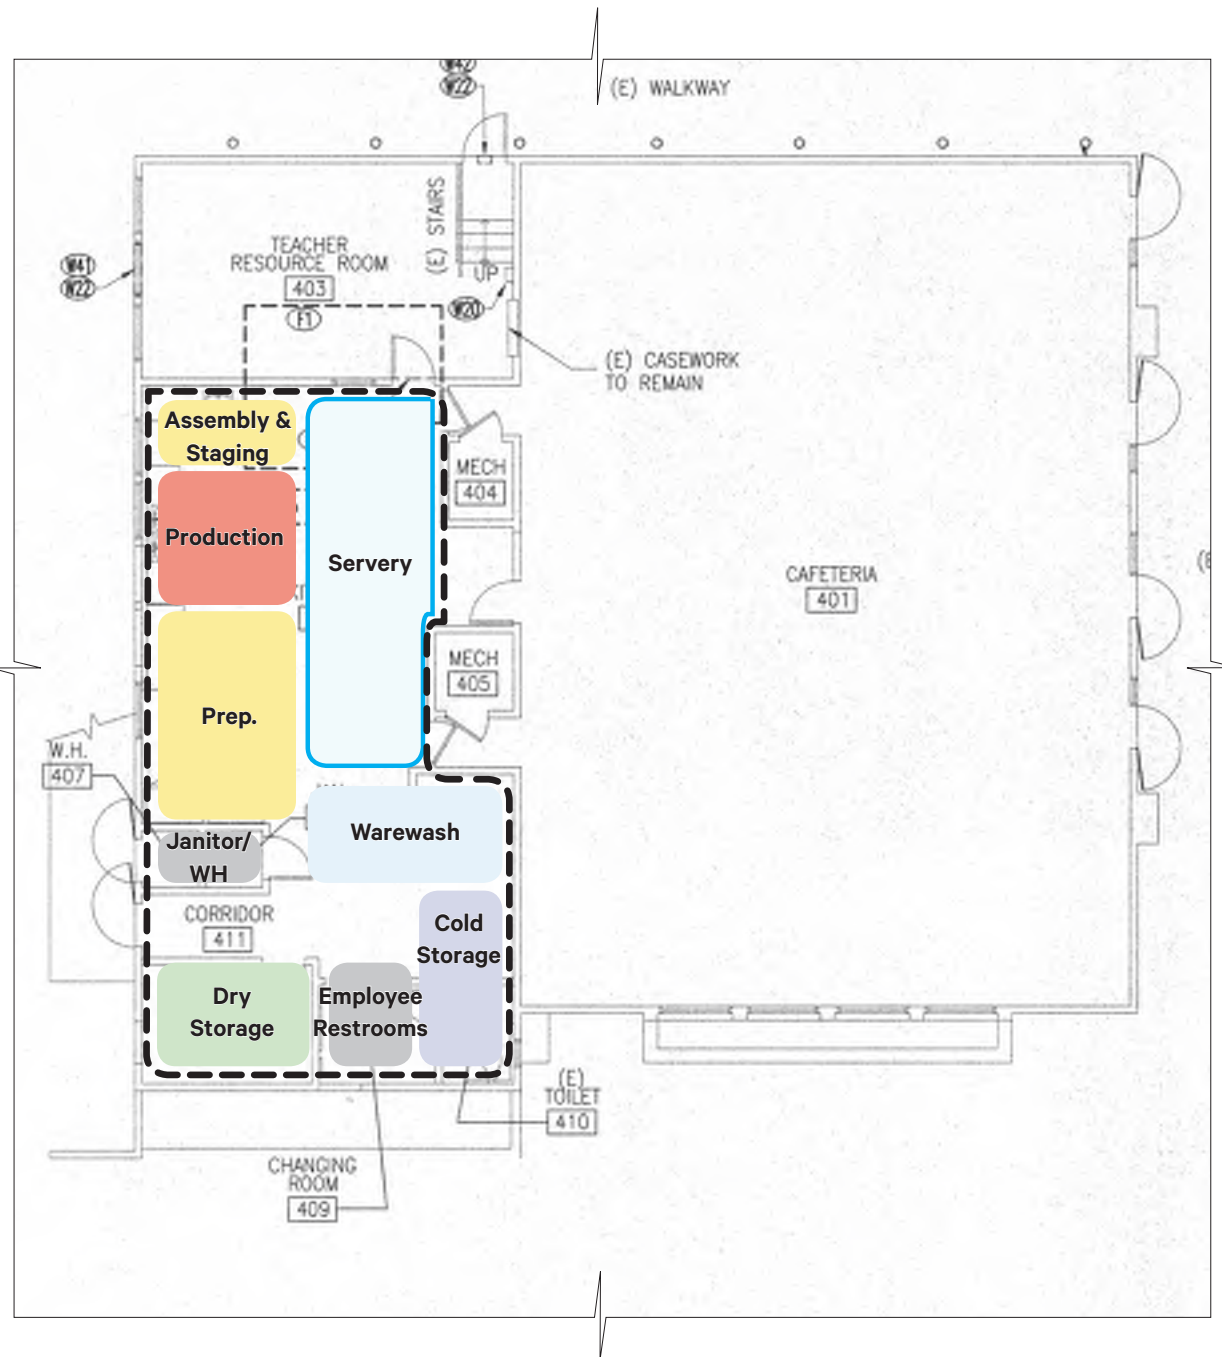 W22
(E) WALKWAY
(E) STAIRS
TEACHER
RESOURCE ROOM
403
F1
UP
W41
W22
W20
(E) CASEWORK
TO REMAIN
Assembly &
Staging
MECH
404
Production
Servery
CAFETERIA
401
MECH
405
Prep.
W.H.
407
Warewash
Janitor/
WH
CORRIDOR
411
Cold
Storage
Dry
Storage
Employee
Restrooms
(E)
TOILET
410
CHANGING
ROOM
409